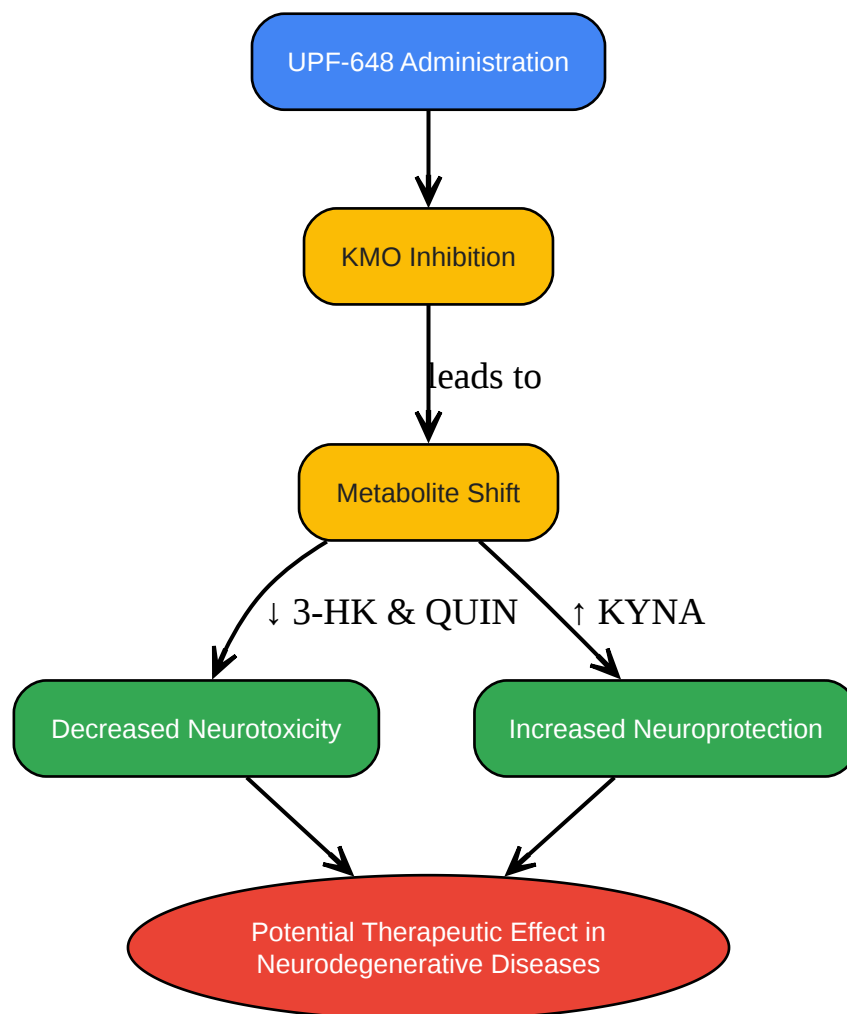 UPF-648 Administration
KMO Inhibition
leads to
Metabolite Shift
↓ 3-HK & QUIN
↑ KYNA
Decreased Neurotoxicity
Increased Neuroprotection
Potential Therapeutic Effect in
Neurodegenerative Diseases